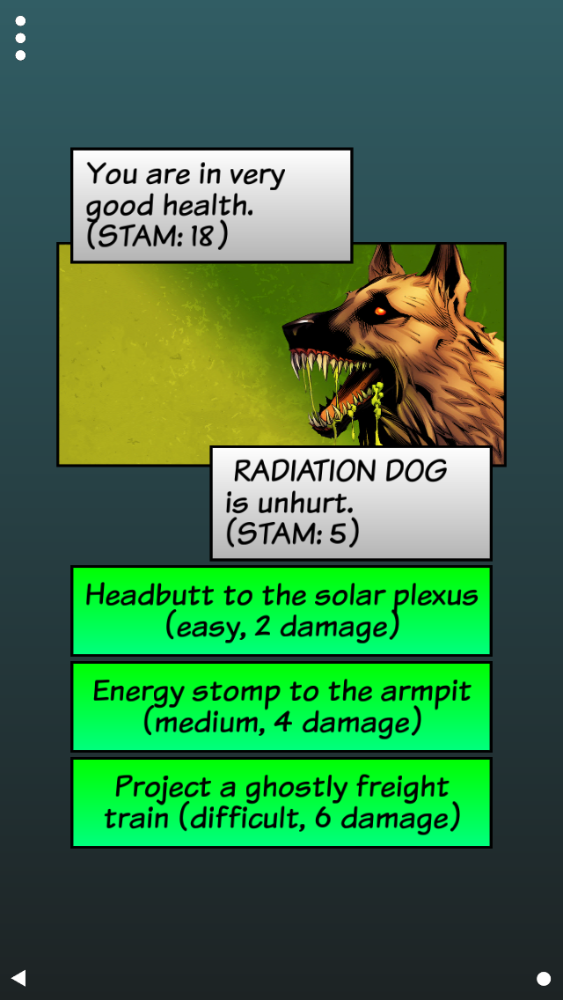 You are in very
good health.
(STAM: 18)
RADIATION DOG
is unhurt.
(STAM: 5)
Headbutt to the solar plexus
(easy, 2 damage)
Energy stomp to the armpit
(medium, 4 damage)
Project a ghostly freight
train (difficult, 6 damage)